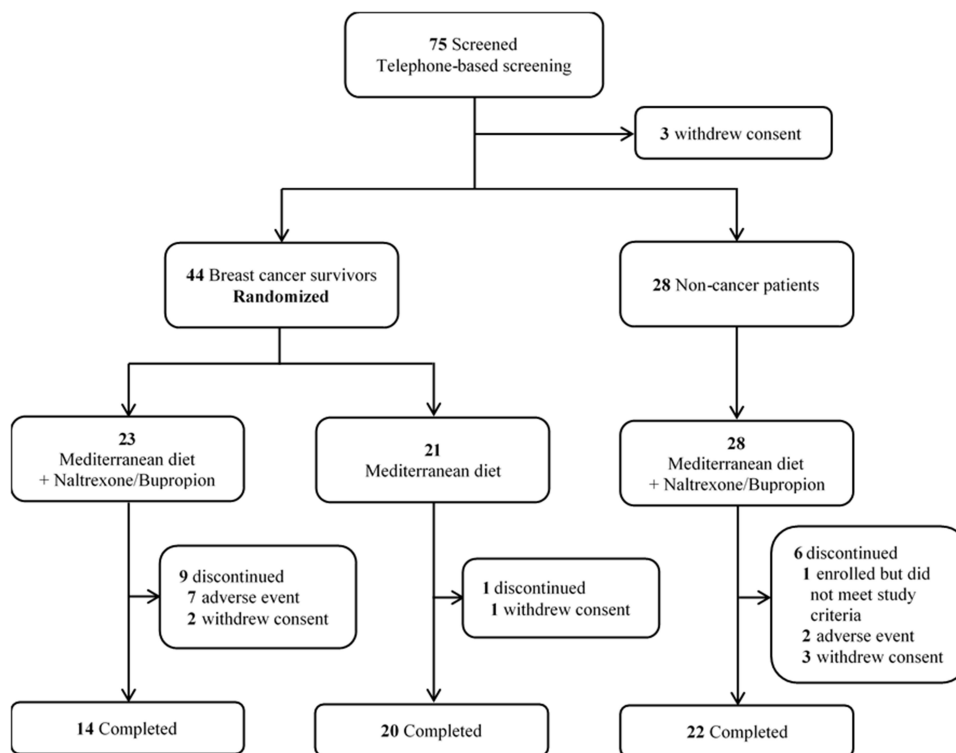 75 Screened
Telephone-based screening
3 withdrew consent
44 Breast cancer survivors
Randomized
28 Non-cancer patients
23
Mediterranean diet
+ Naltrexone/Bupropion
21
Mediterranean diet
28
Mediterranean diet
+ Naltrexone/Bupropion
9 discontinued
7 adverse event
2 withdrew consent
1 discontinued
1 withdrew consent
6 discontinued
1 enrolled but did
not meet study
criteria
2 adverse event
3 withdrew consent
14 Completed
20 Completed
22 Completed